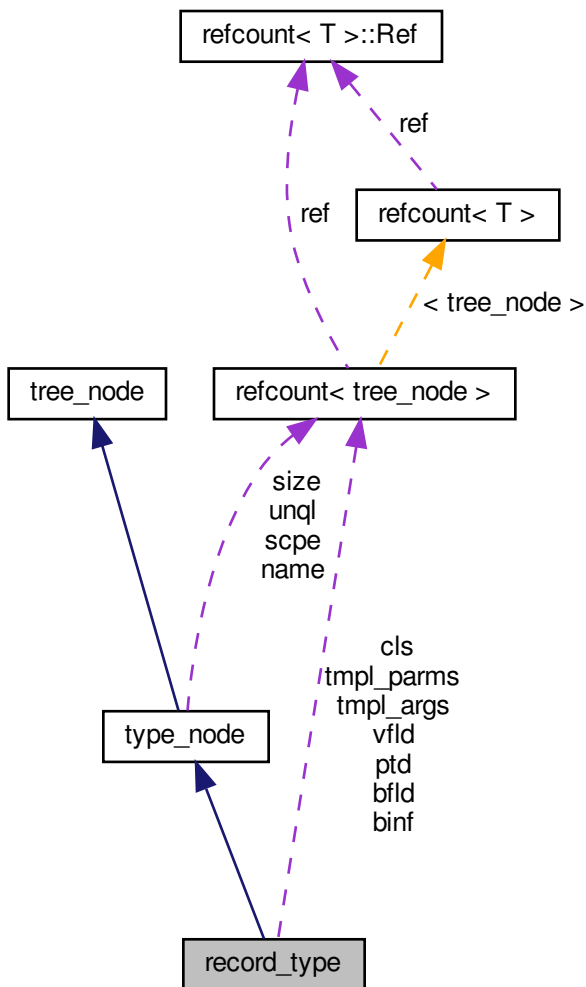 refcount< T >::Ref
ref
refcount< T >
ref
< tree_node >
tree_node
refcount< tree_node >
size
unql
scpe
name
cls
tmpl_parms
tmpl_args
vfld
ptd
bfld
binf
type_node
record_type